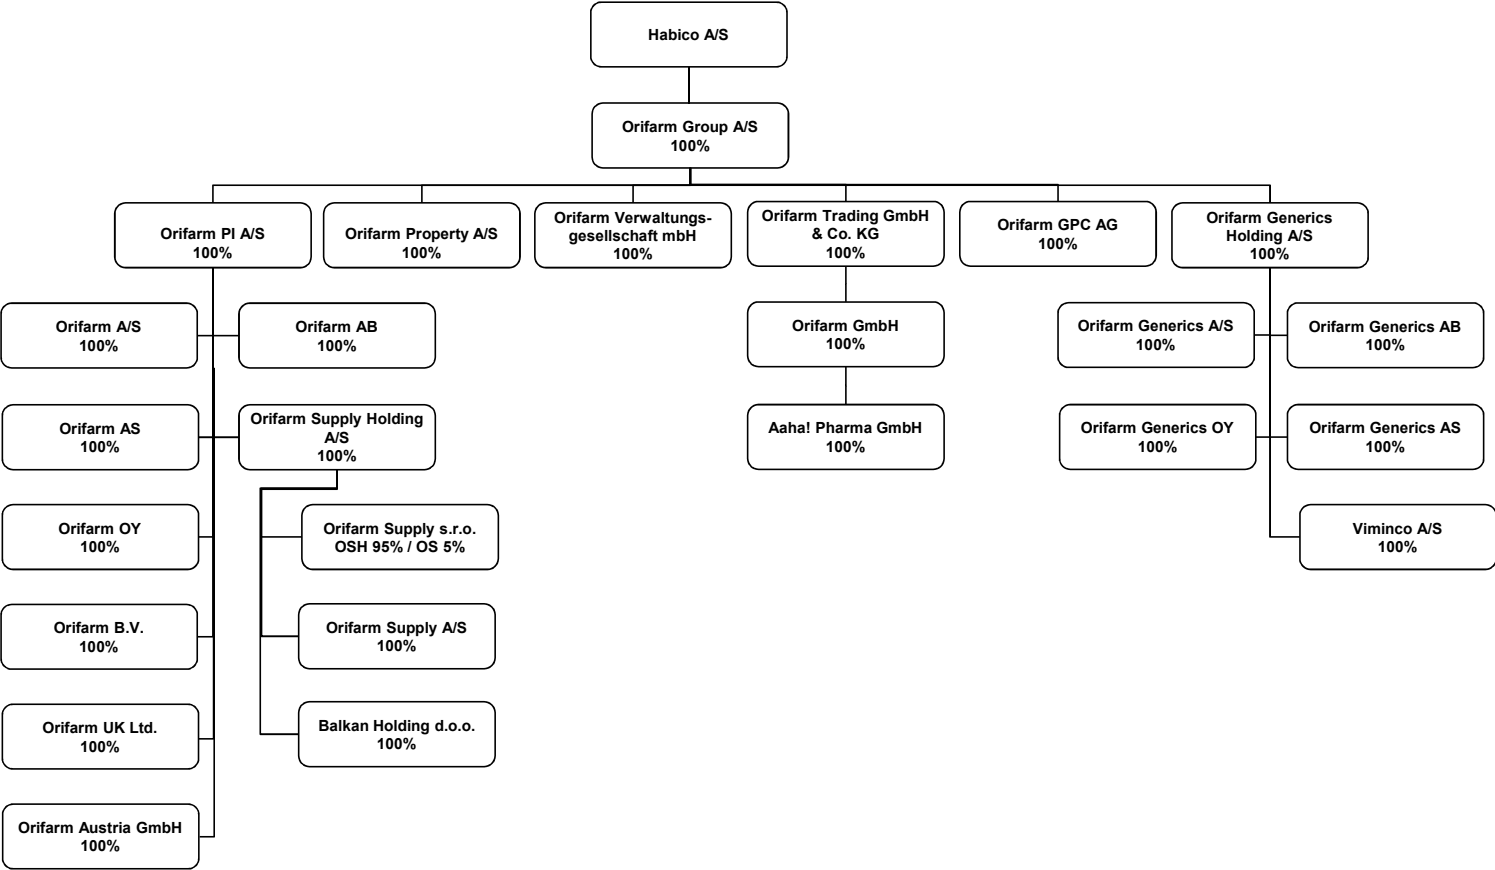 Habico A/S
Orifarm Group A/S
100%
Orifarm PI A/S
100%
Orifarm Property A/S
100%
Orifarm Verwaltungs-
gesellschaft mbH
100%
Orifarm Trading GmbH
& Co. KG
100%
Orifarm GPC AG
100%
Orifarm Generics
Holding A/S
100%
Orifarm A/S
100%
Orifarm AB
100%
Orifarm GmbH
100%
Orifarm Generics A/S
100%
Orifarm Generics AB
100%
Orifarm AS
100%
Orifarm Supply Holding
A/S
100%
Aaha! Pharma GmbH
100%
Orifarm Generics OY
100%
Orifarm Generics AS
100%
Orifarm OY
100%
Orifarm Supply s.r.o.
OSH 95% / OS 5%
Viminco A/S
100%
Orifarm B.V.
100%
Orifarm Supply A/S
100%
Orifarm UK Ltd.
100%
Balkan Holding d.o.o.
100%
Orifarm Austria GmbH
100%